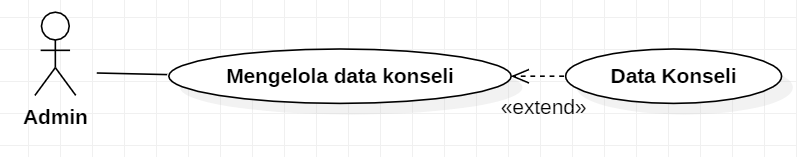 Mengelola data konseli
Data Konseli
«extend»
Admin